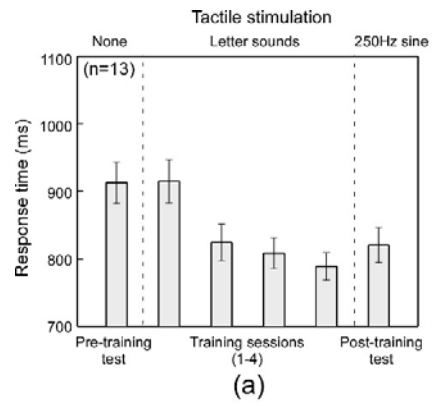 Tactile stimulation
None Letter sounds 250Hz sine
(n=13)
1100
1000
900
800
700
Response time (ms)
Pre-training test
Training sessions (1-4)
Post-training test
(a)